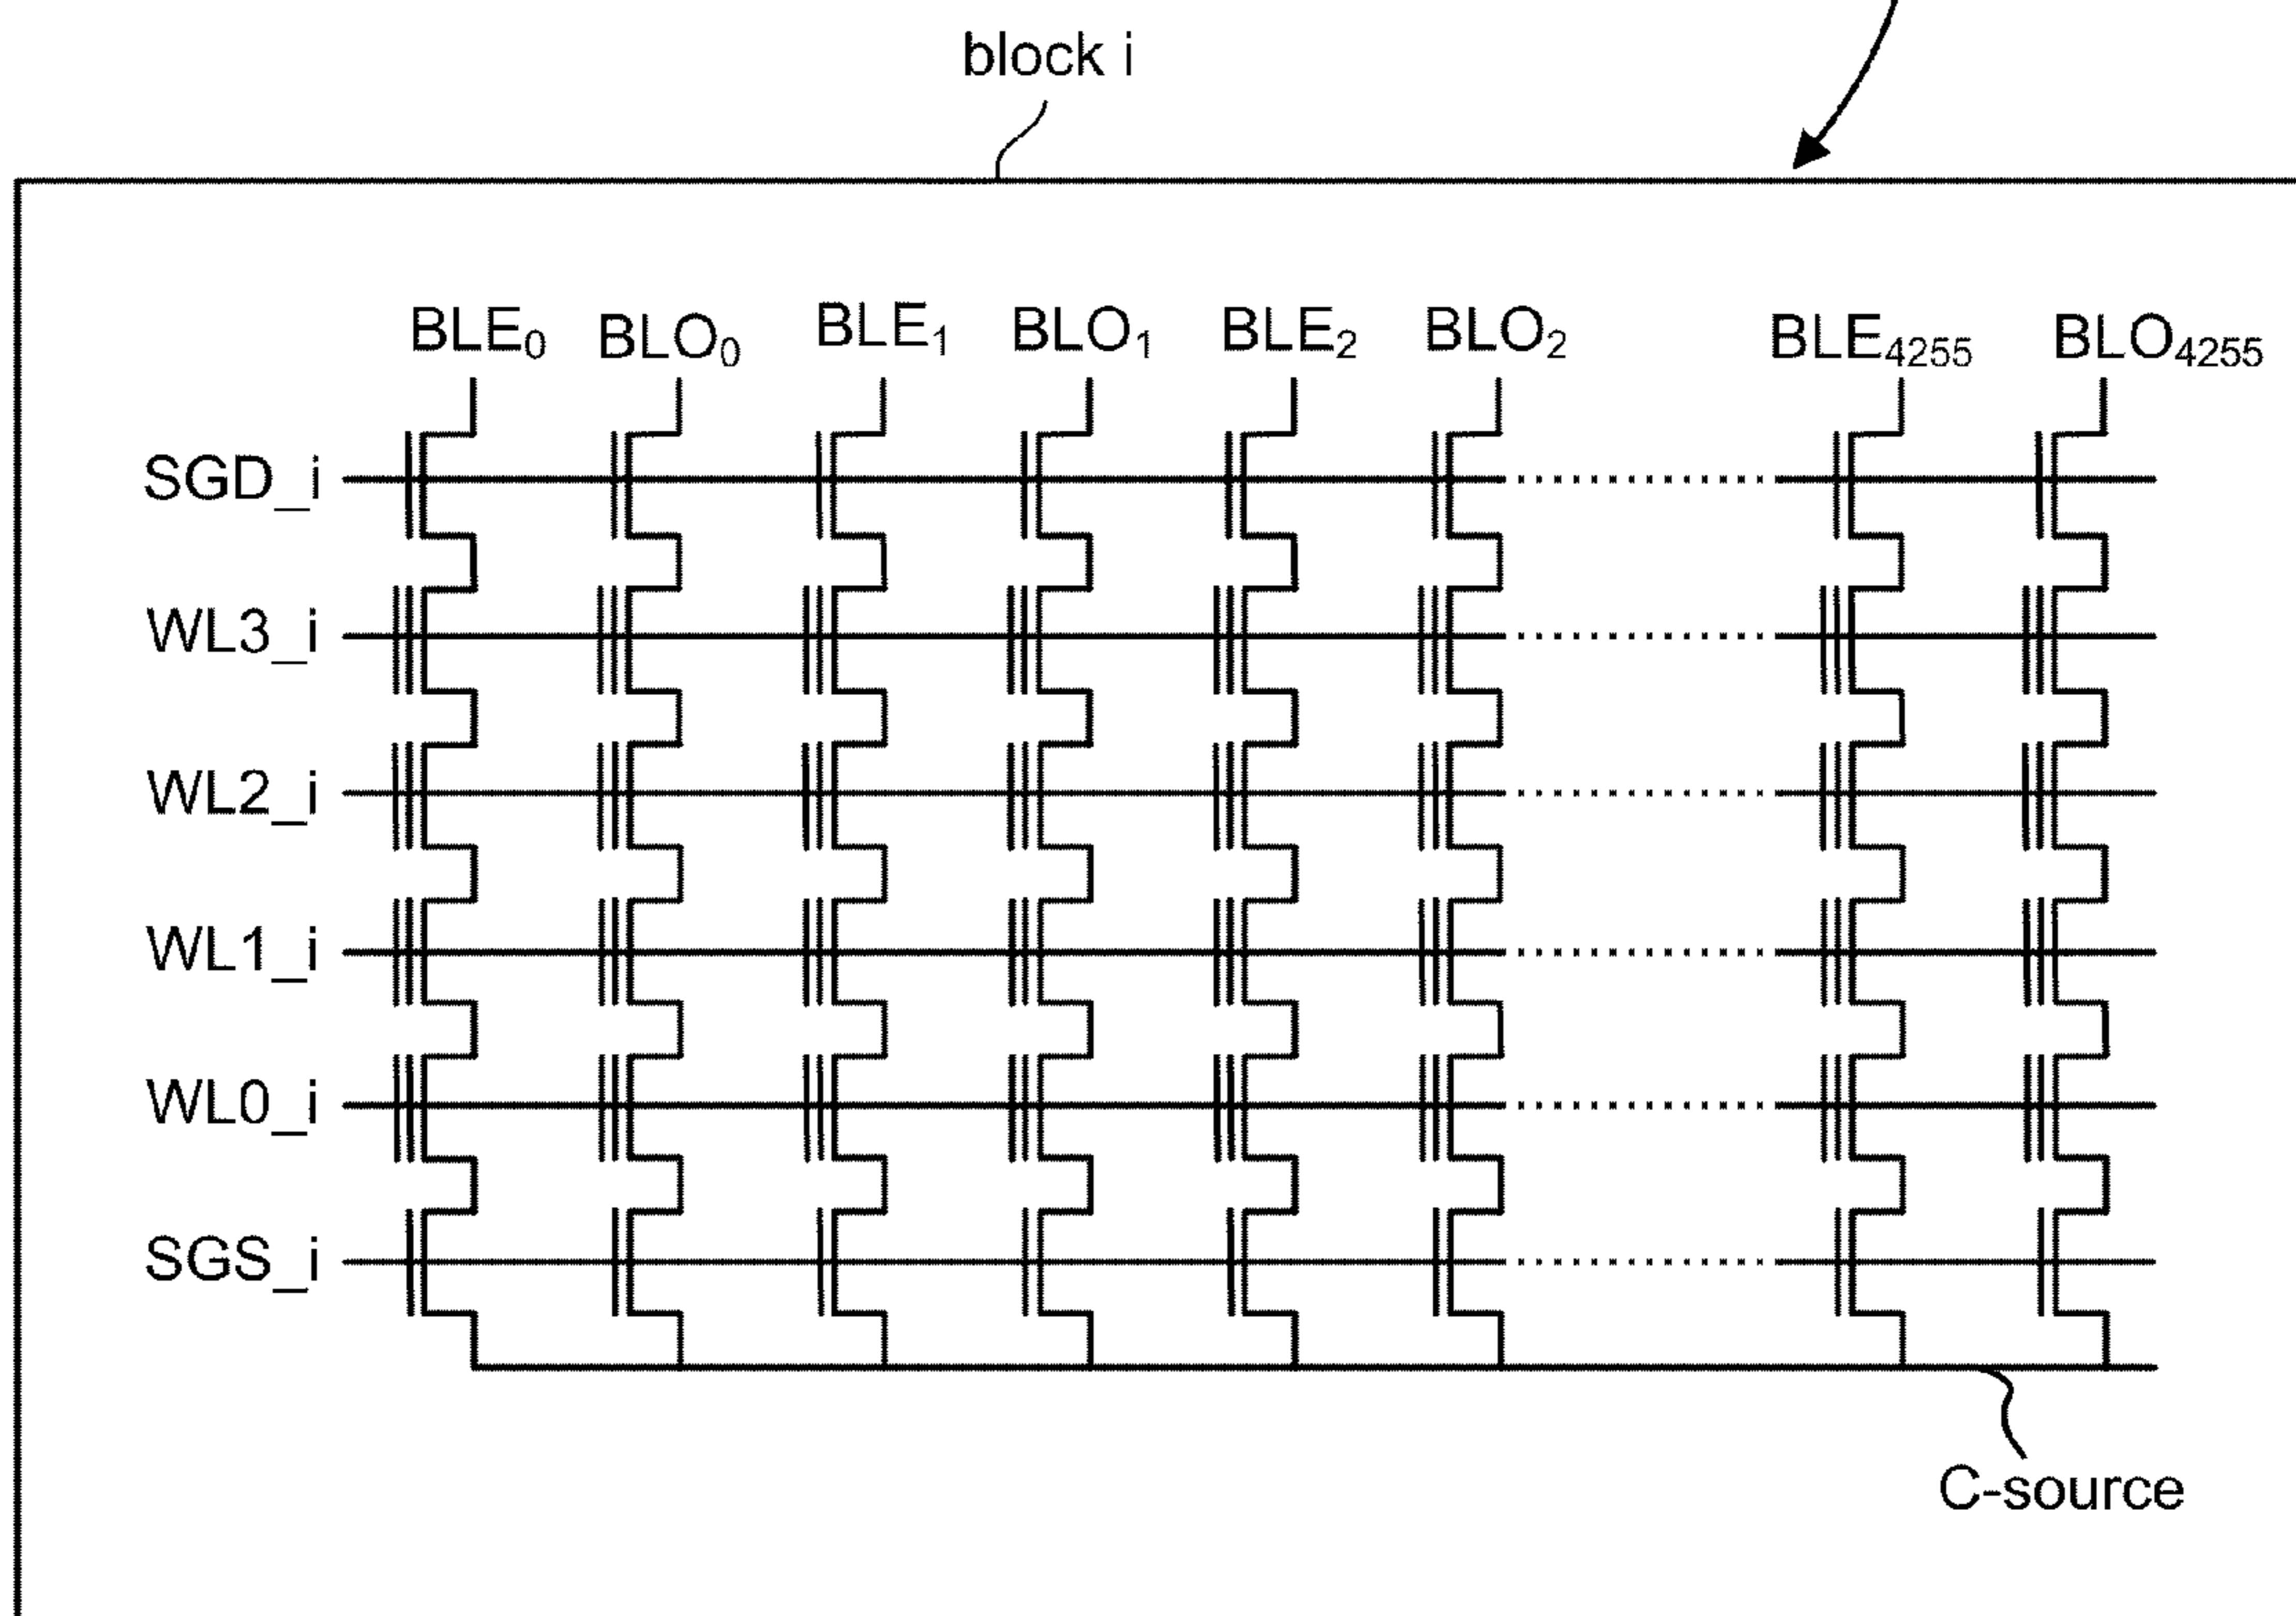 block i
BLE₀ BLO₀ BLE₁ BLO₁ BLE₂ BLO₂ BLE₄₂₅₅ BLO₄₂₅₅
SGD_i
WL3_i
WL2_i
WL1_i
WL0_i
SGS_i
C-source